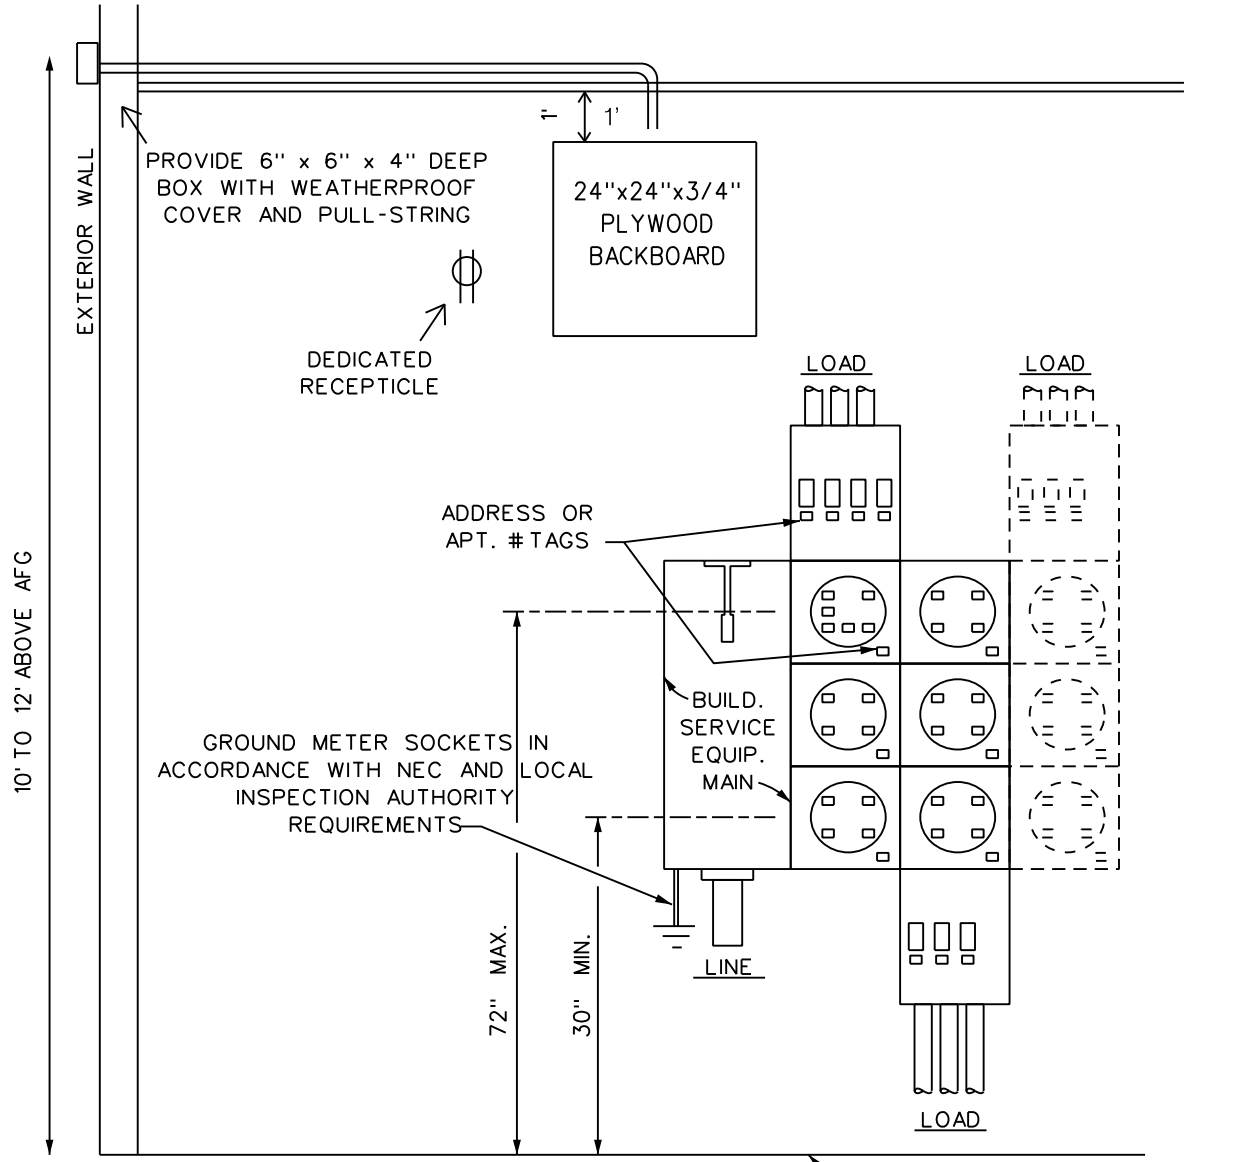 1"
1'
PROVIDE 6" x 6" x 4" DEEP
BOX WITH WEATHERPROOF
COVER AND PULL-STRING
EXTERIOR WALL
24"x24"x3/4"
PLYWOOD
BACKBOARD
DEDICATED
RECEPTICLE
LOAD
LOAD
ADDRESS OR
APT. # TAGS
10' TO 12' ABOVE AFG
BUILD.
SERVICE
EQUIP.
MAIN
GROUND METER SOCKETS IN
ACCORDANCE WITH NEC AND LOCAL
INSPECTION AUTHORITY
REQUIREMENTS
72" MAX.
30" MIN.
LINE
LOAD